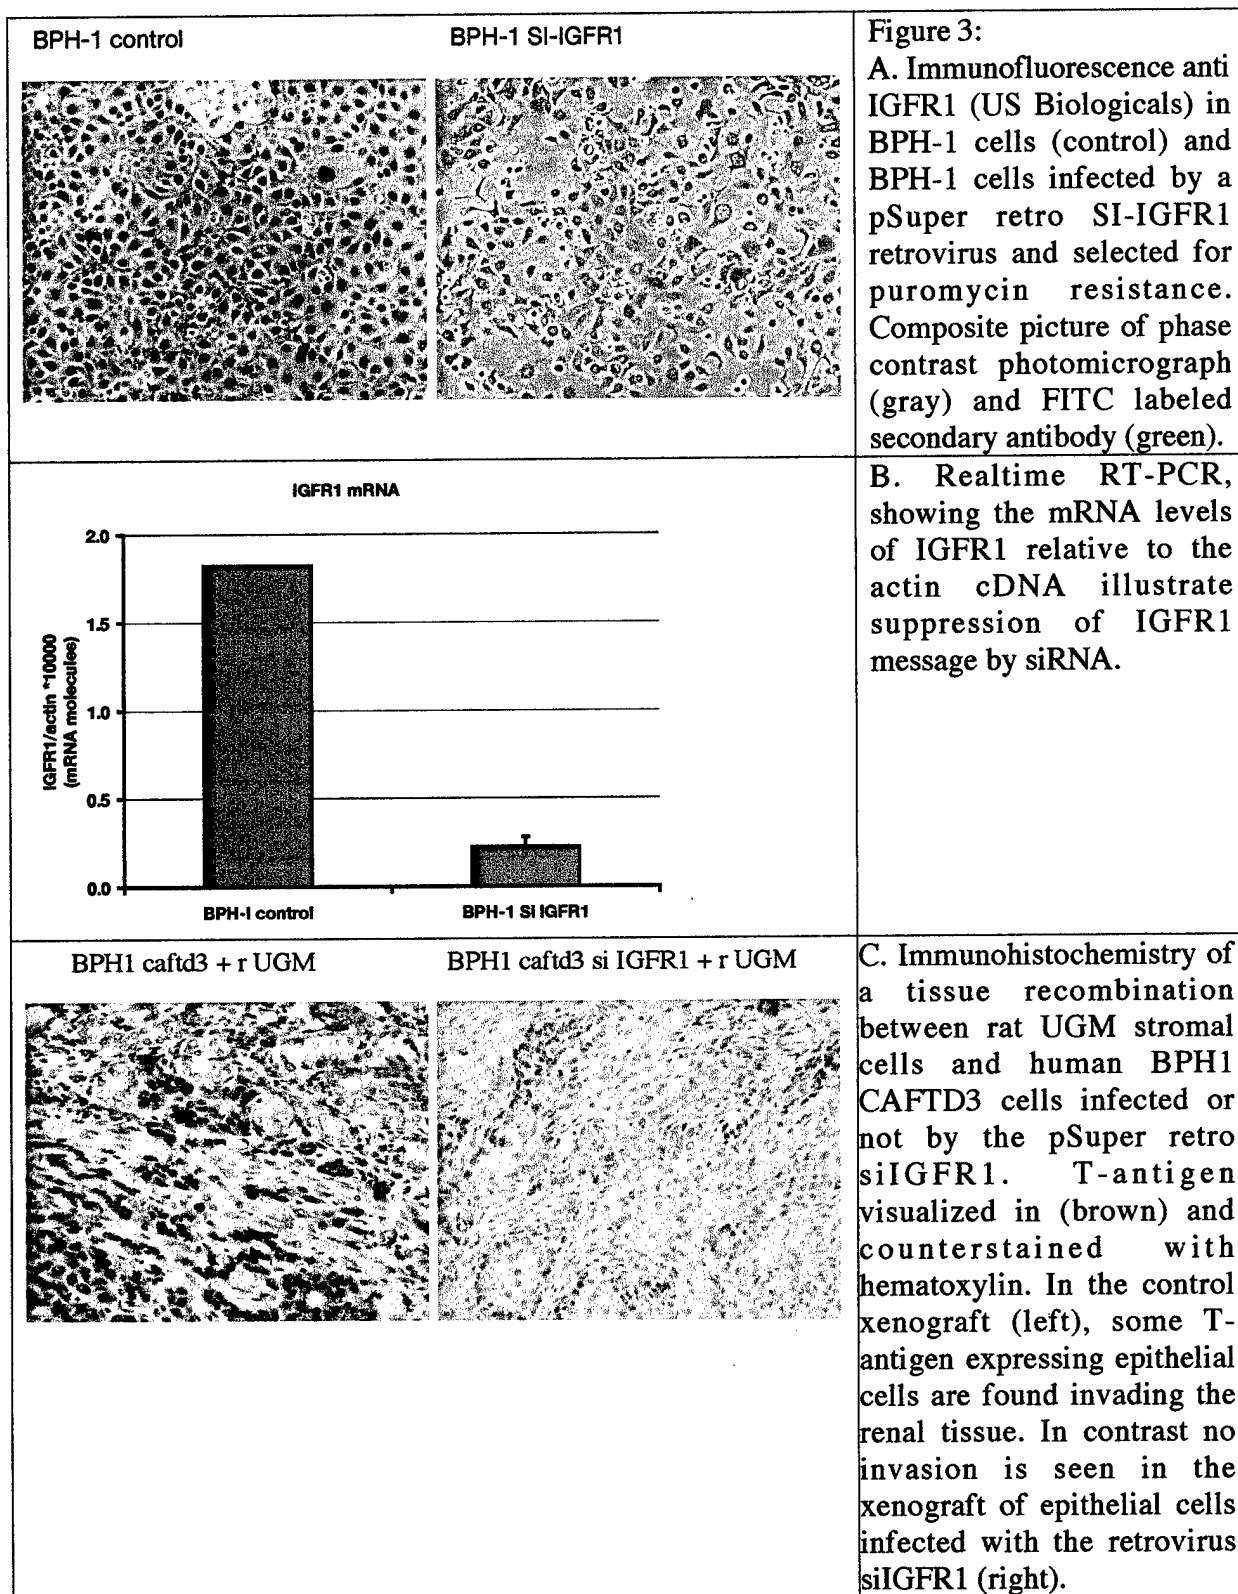 BPH-1 control
BPH-1 SI-IGFR1
Figure 3:
A. Immunofluorescence anti
IGFR1 (US Biologicals) in
BPH-1 cells (control) and
BPH-1 cells infected by a
pSuper retro SI-IGFR1
retrovirus and selected for
puromycin resistance.
Composite picture of phase
contrast photomicrograph
(gray) and FITC labeled
secondary antibody (green).
IGFR1 mRNA
IGFR1/actin *10000
(mRNA molecules)
2.0
1.5
1.0
0.5
0.0
BPH-I control
BPH-1 Si IGFR1
B. Realtime RT-PCR,
showing the mRNA levels
of IGFR1 relative to the
actin cDNA illustrate
suppression of IGFR1
message by siRNA.
BPH1 caftd3 + r UGM
BPH1 caftd3 si IGFR1 + r UGM
C. Immunohistochemistry of
a tissue recombination
between rat UGM stromal
cells and human BPH1
CAFTD3 cells infected or
not by the pSuper retro
siIGFR1. T-antigen
visualized in (brown) and
counterstained with
hematoxylin. In the control
xenograft (left), some T-
antigen expressing epithelial
cells are found invading the
renal tissue. In contrast no
invasion is seen in the
xenograft of epithelial cells
infected with the retrovirus
siIGFR1 (right).